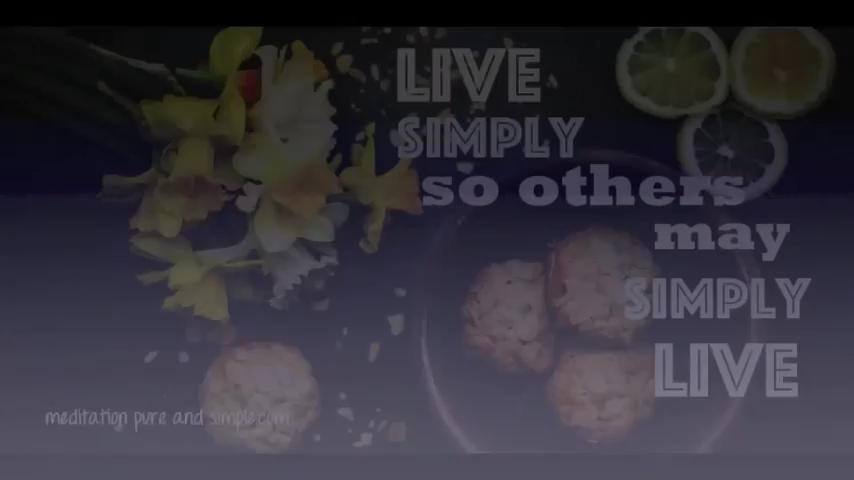 LIVE
SIMPLY
so others
may
SIMPLY
LIVE
meditation pure and simple.com